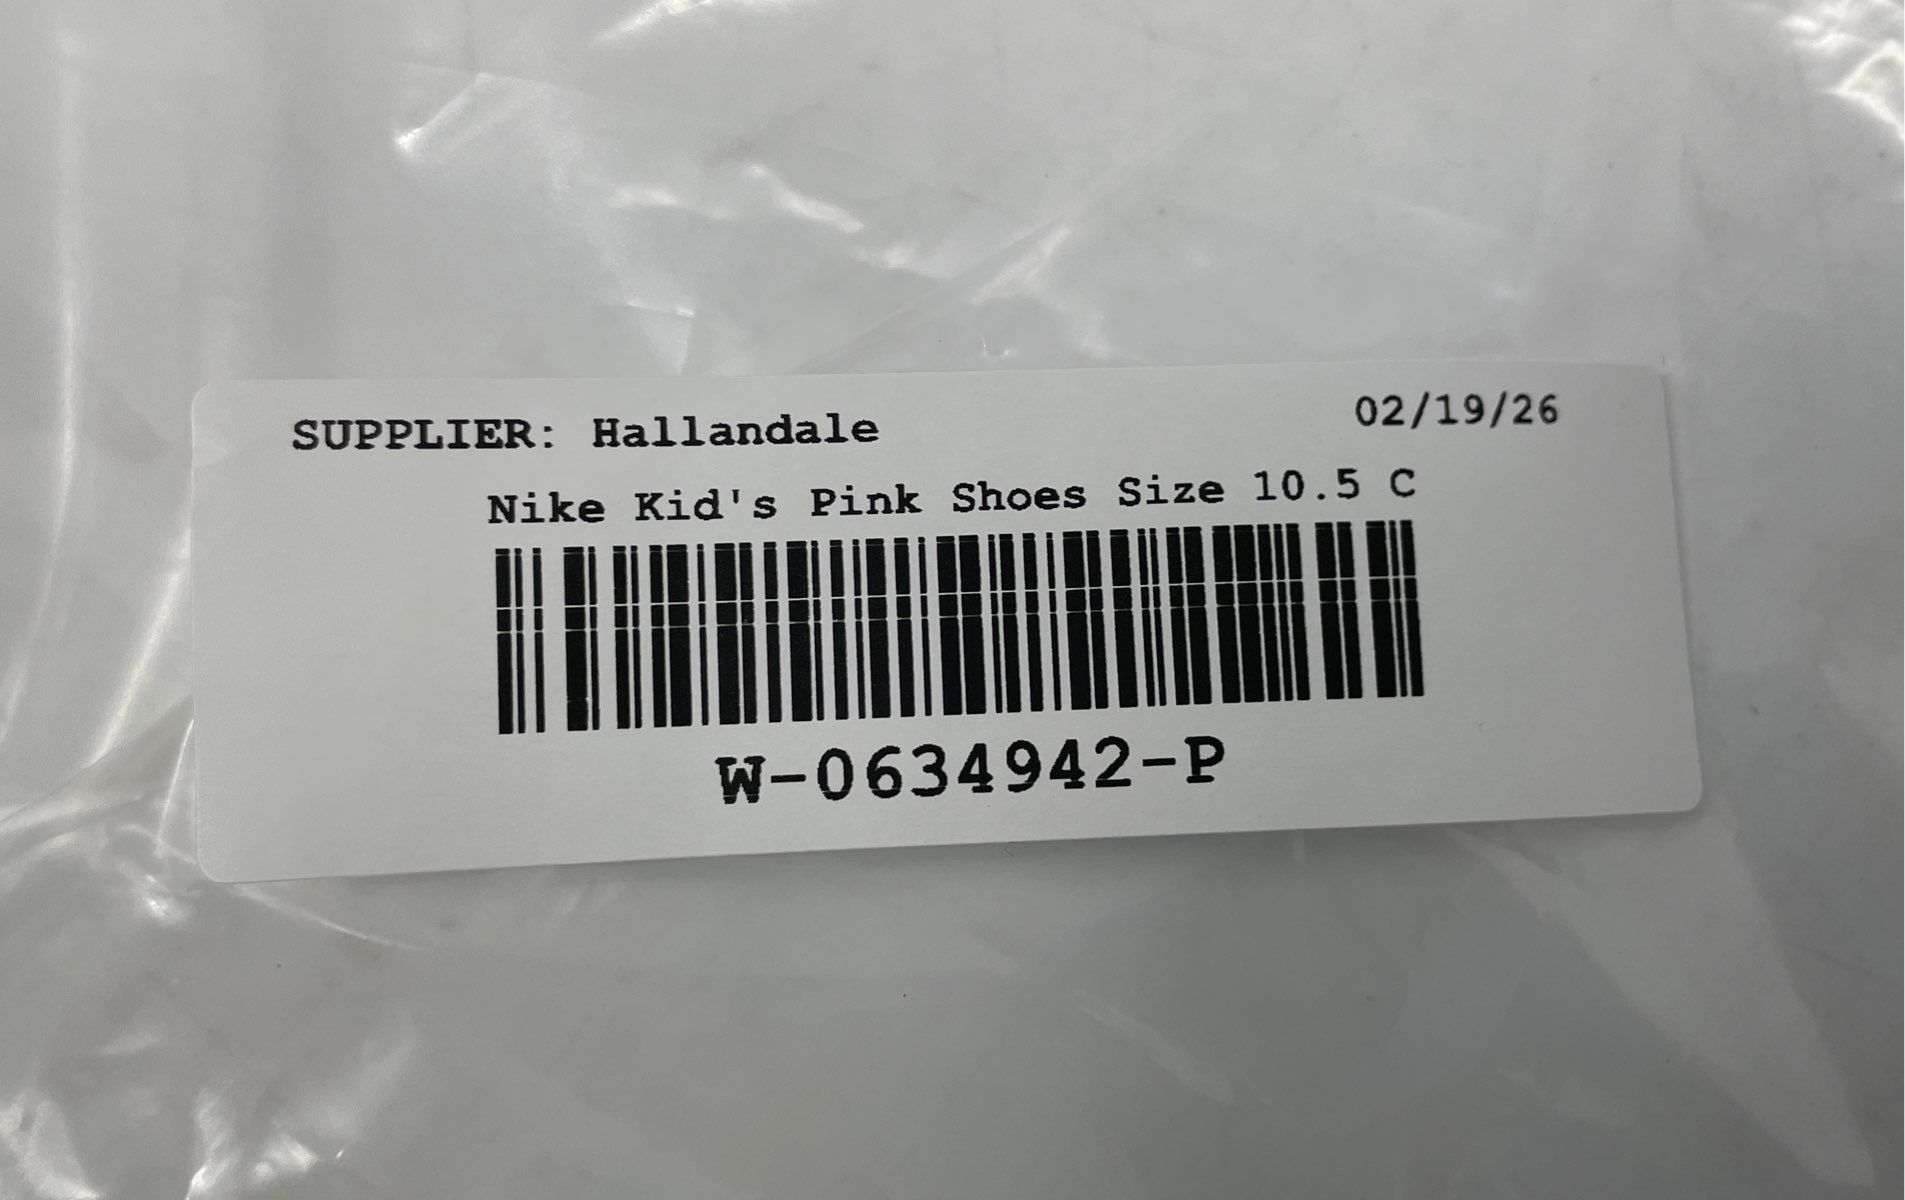 SUPPLIER: Hallandale 02/19/26
Nike Kid's Pink Shoes Size 10.5 C
W-0634942-P